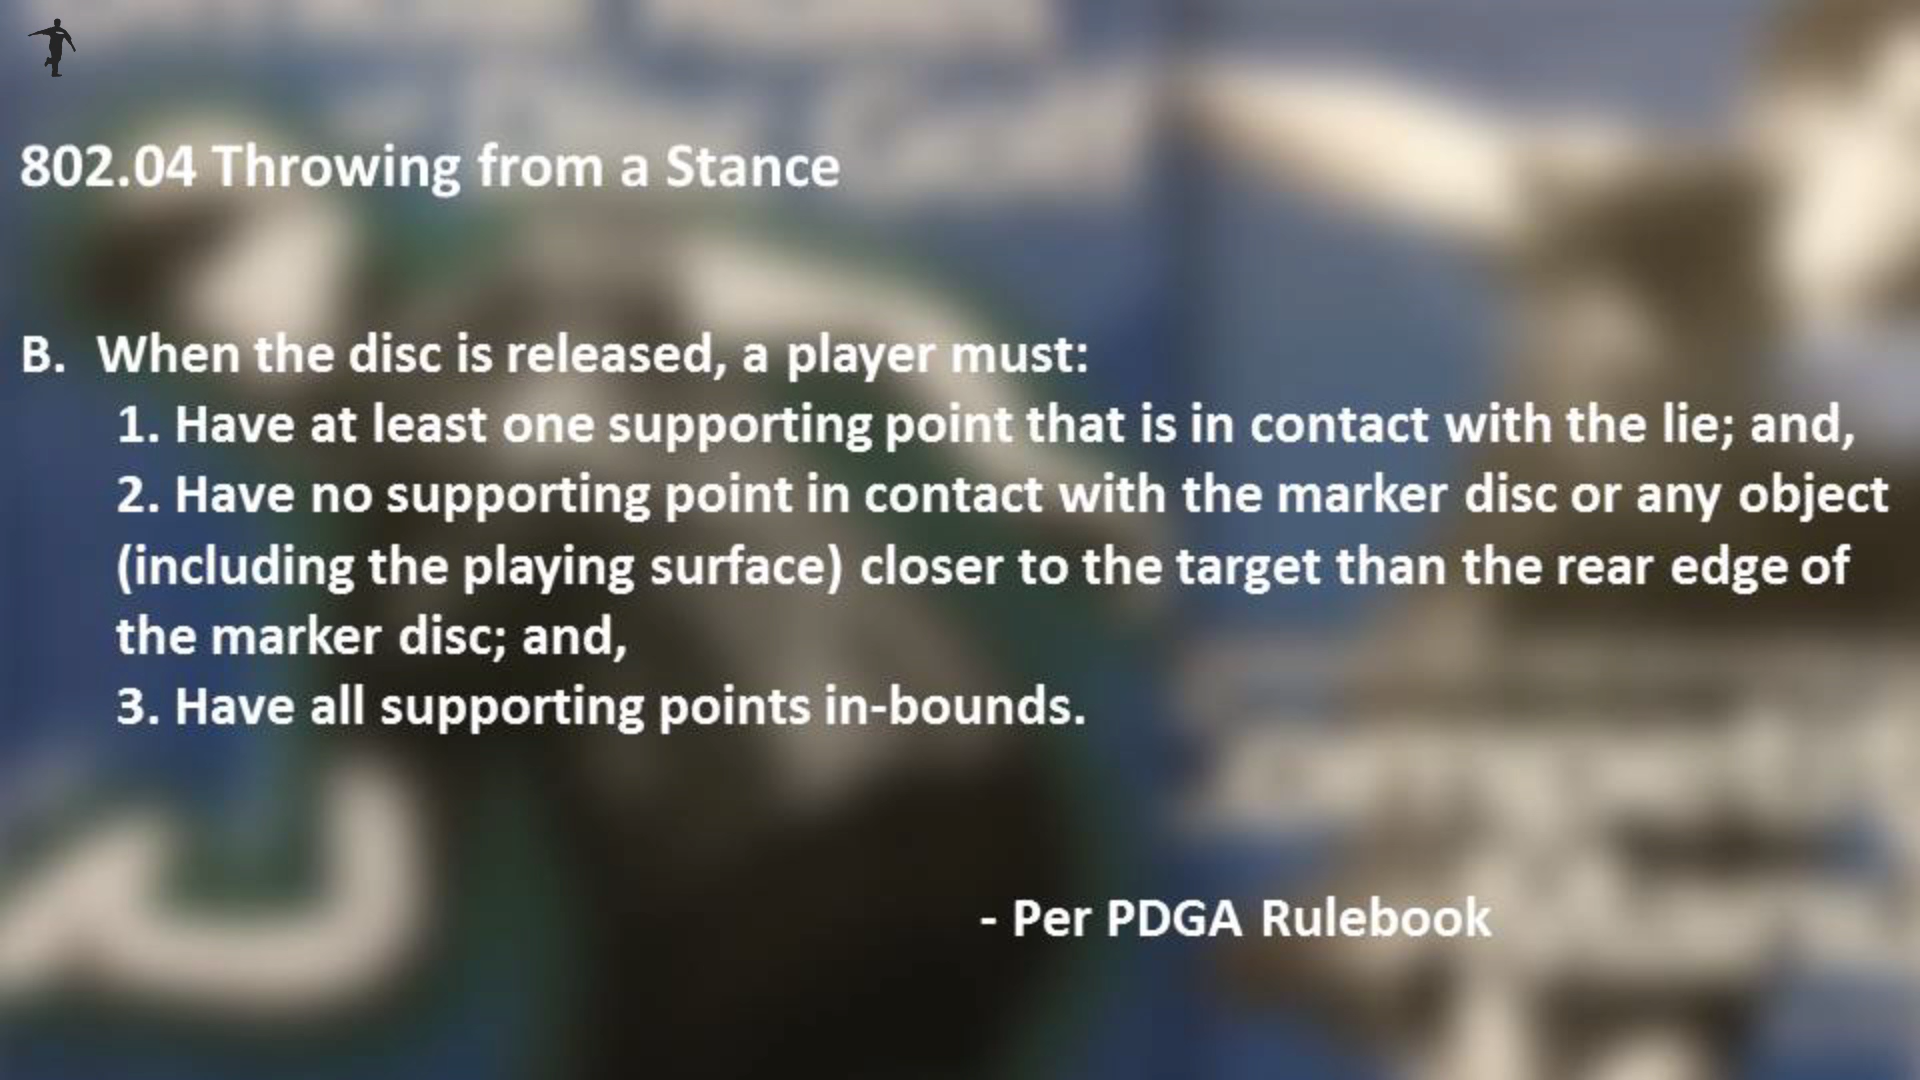 802.04 Throwing from a Stance
B. When the disc is released, a player must:
1. Have at least one supporting point that is in contact with the lie; and,
2. Have no supporting point in contact with the marker disc or any object
(including the playing surface) closer to the target than the rear edge of
the marker disc; and,
3. Have all supporting points in-bounds.
- Per PDGA Rulebook